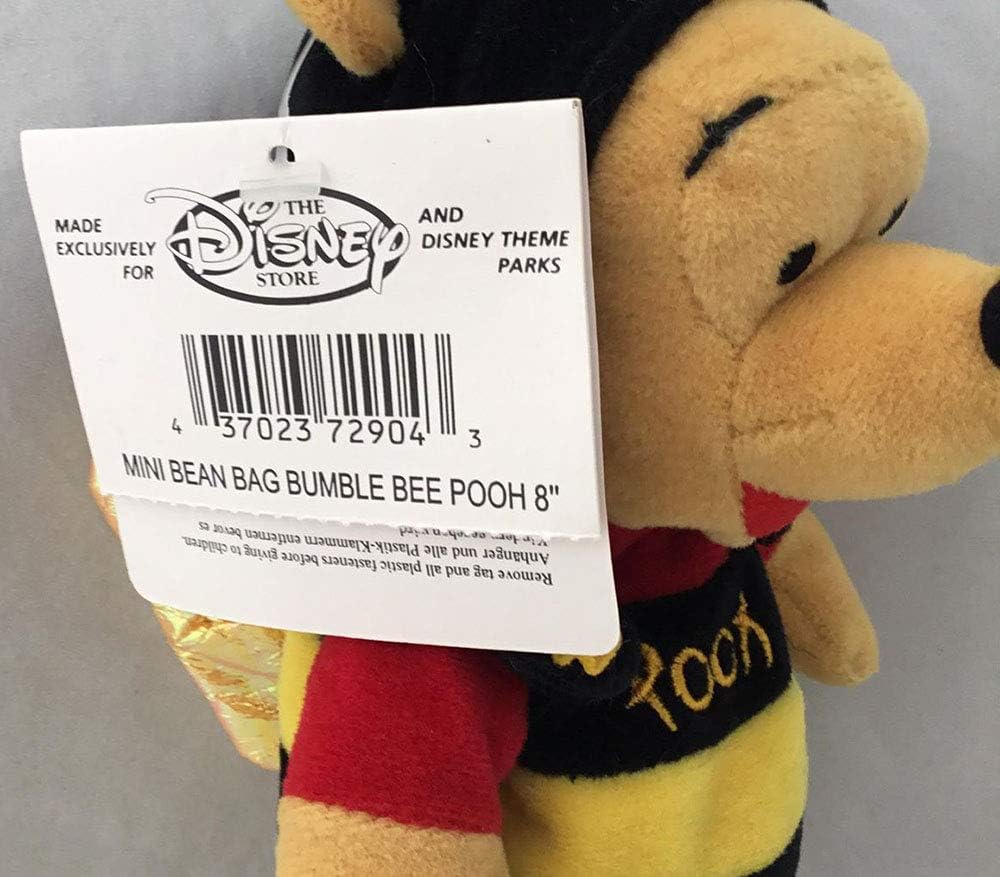 MADE
EXCLUSIVELY
FOR
THE
DISNEY
STORE
AND
DISNEY THEME
PARKS
4 37023 72904 3
MINI BEAN BAG BUMBLE BEE POOH 8"
Remove tag and all plastic fasteners before giving to children.
Anhänger und alle Plastik-Klammern entfernen bevor es
POOH